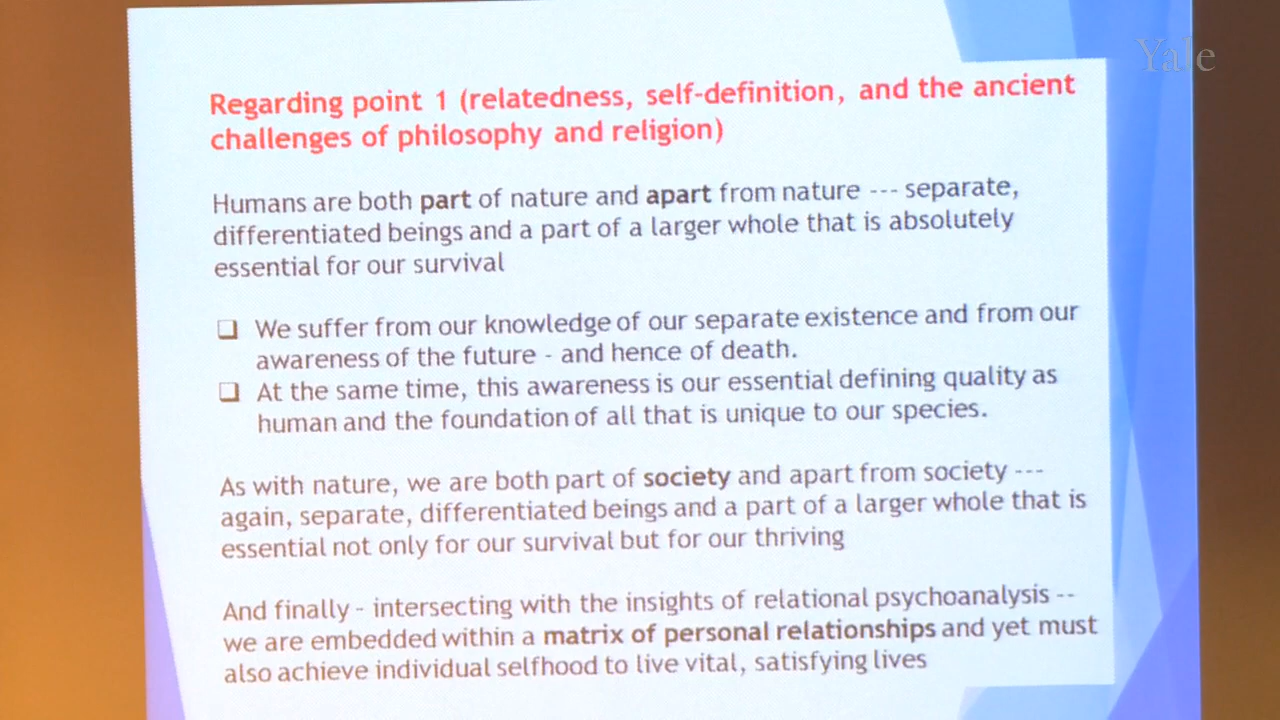 Yale
Regarding point 1 (relatedness, self-definition, and the ancient
challenges of philosophy and religion)
Humans are both part of nature and apart from nature --- separate,
differentiated beings and a part of a larger whole that is absolutely
essential for our survival
❑ We suffer from our knowledge of our separate existence and from our
awareness of the future - and hence of death.
❑ At the same time, this awareness is our essential defining quality as
human and the foundation of all that is unique to our species.
As with nature, we are both part of society and apart from society ---
again, separate, differentiated beings and a part of a larger whole that is
essential not only for our survival but for our thriving
And finally - intersecting with the insights of relational psychoanalysis --
we are embedded within a matrix of personal relationships and yet must
also achieve individual selfhood to live vital, satisfying lives